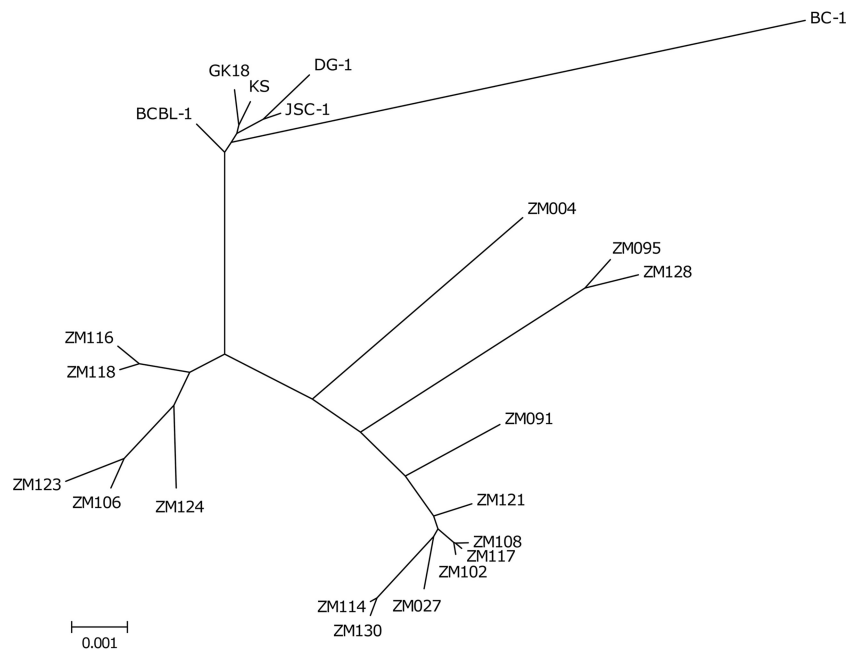 BC-1
DG-1
GK18
KS
JSC-1
BCBL-1
ZM004
ZM095
ZM128
ZM116
ZM118
ZM091
ZM123
ZM106
ZM124
ZM121
ZM108
ZM117
ZM102
ZM114
ZM027
ZM130
0.001